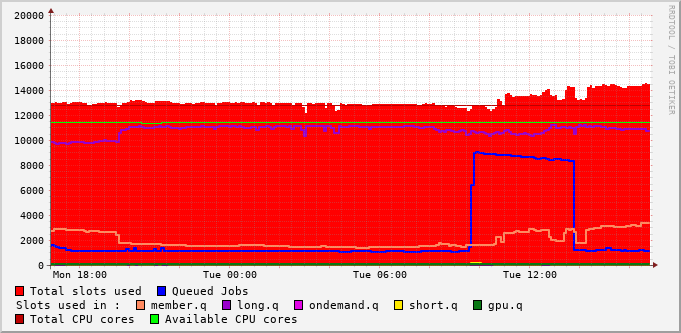 RRDTOOL / TOBI OETIKER
20000
18000
16000
14000
12000
10000
8000
6000
4000
2000
0
Mon 18:00 Tue 00:00 Tue 06:00 Tue 12:00
Total slots used Queued Jobs
Slots used in : member.q long.q ondemand.q short.q gpu.q
Total CPU cores Available CPU cores